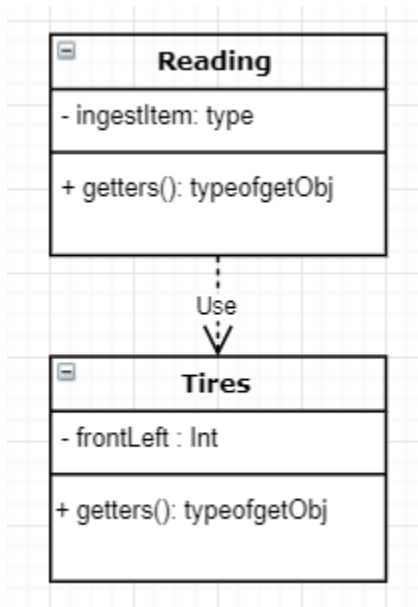 Reading
- ingestItem: type
+ getters(): typeofgetObj
Use
Tires
- frontLeft : Int
+ getters(): typeofgetObj